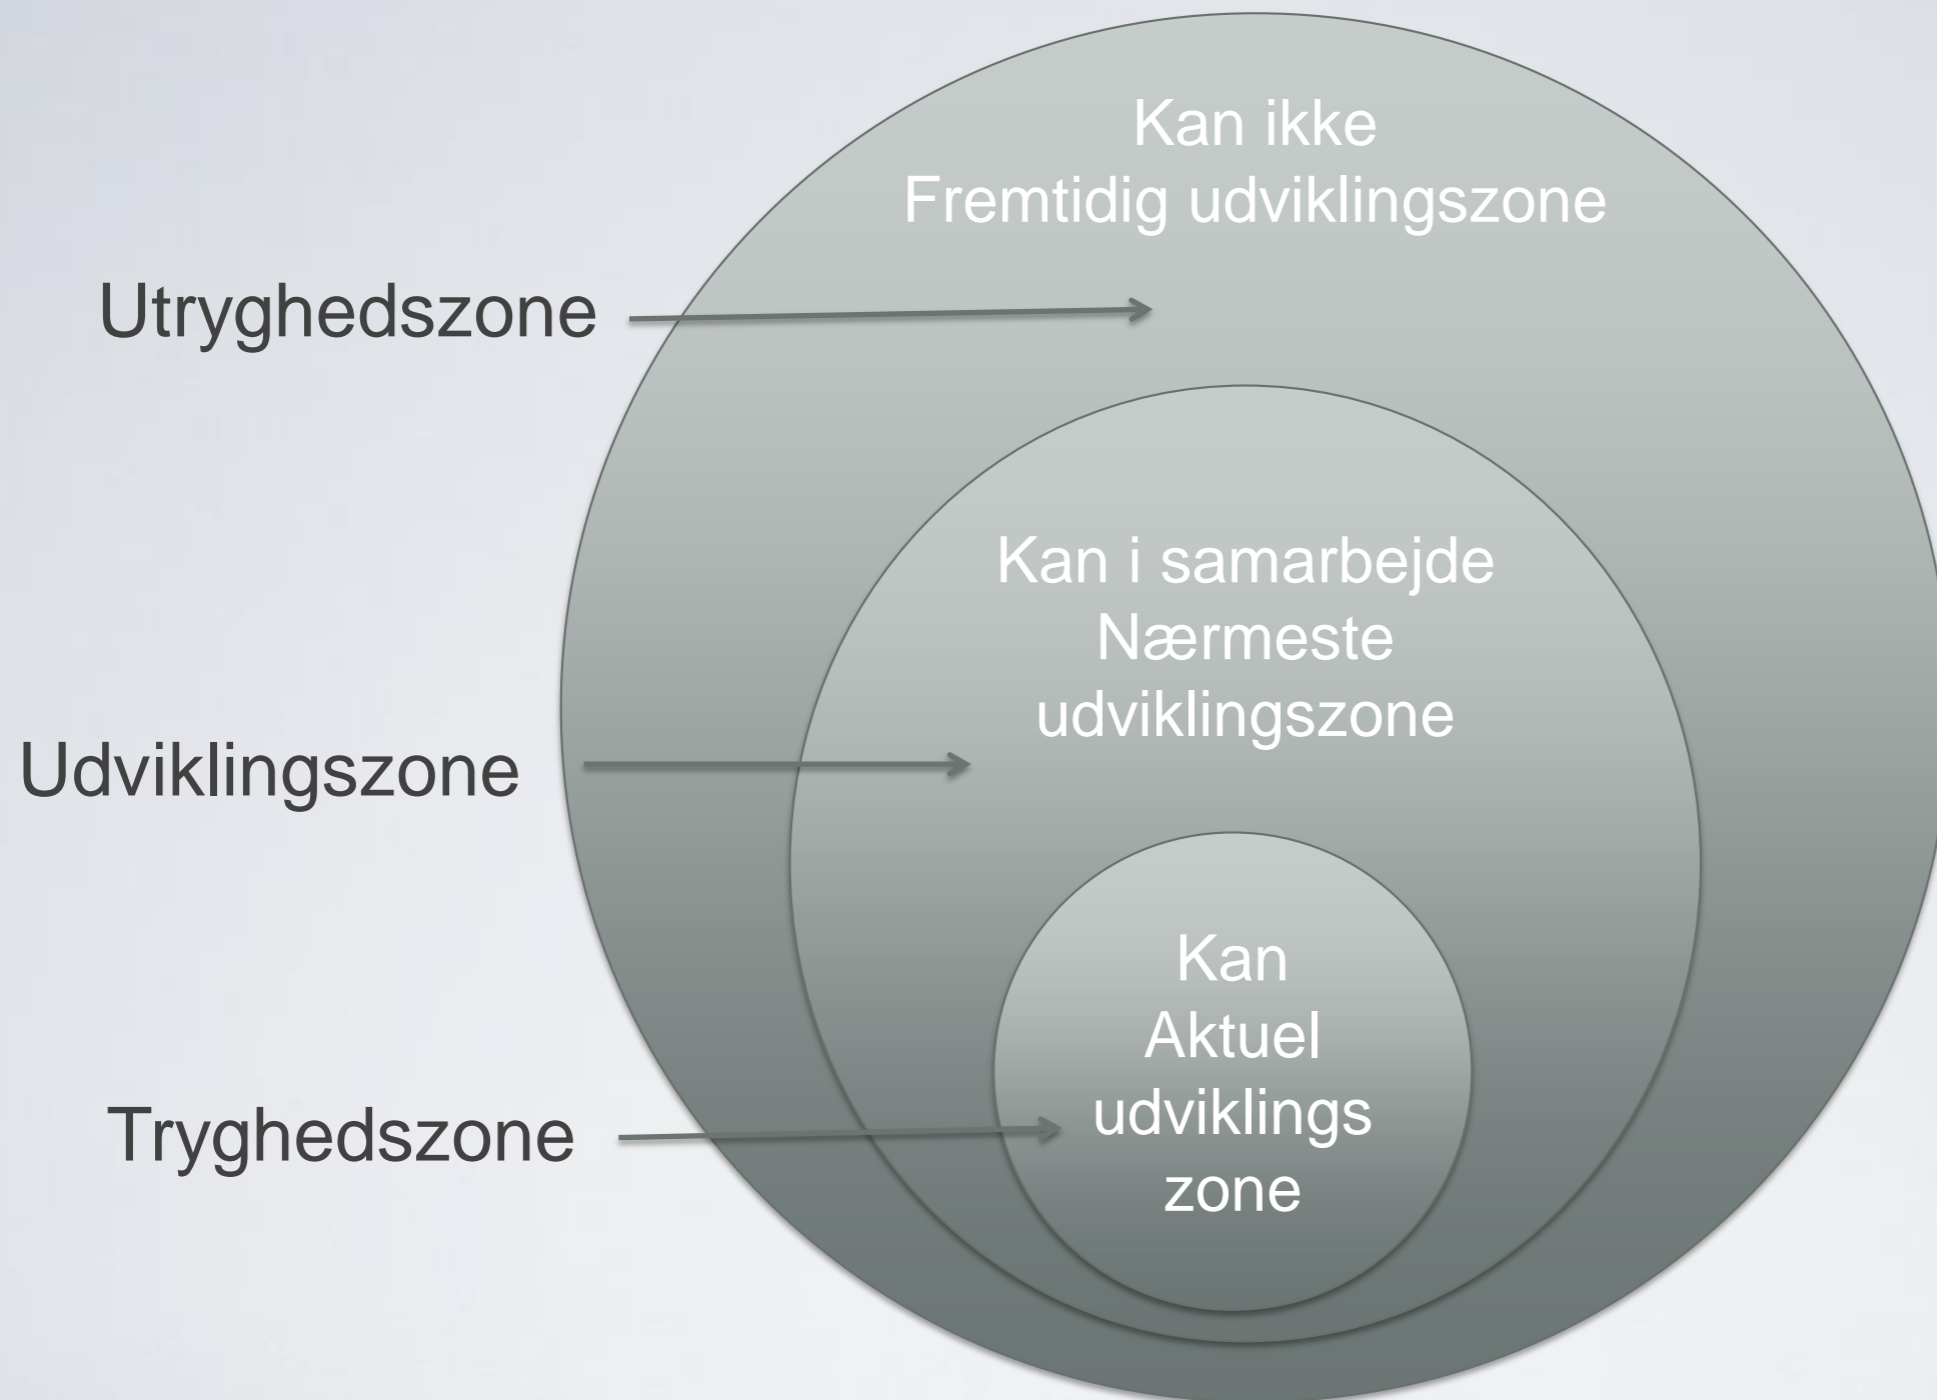 Kan ikke
Fremtidig udviklingszone
Utryghedszone
Kan i samarbejde
Nærmeste
udviklingszone
Udviklingszone
Kan
Aktuel
udviklings
zone
Tryghedszone